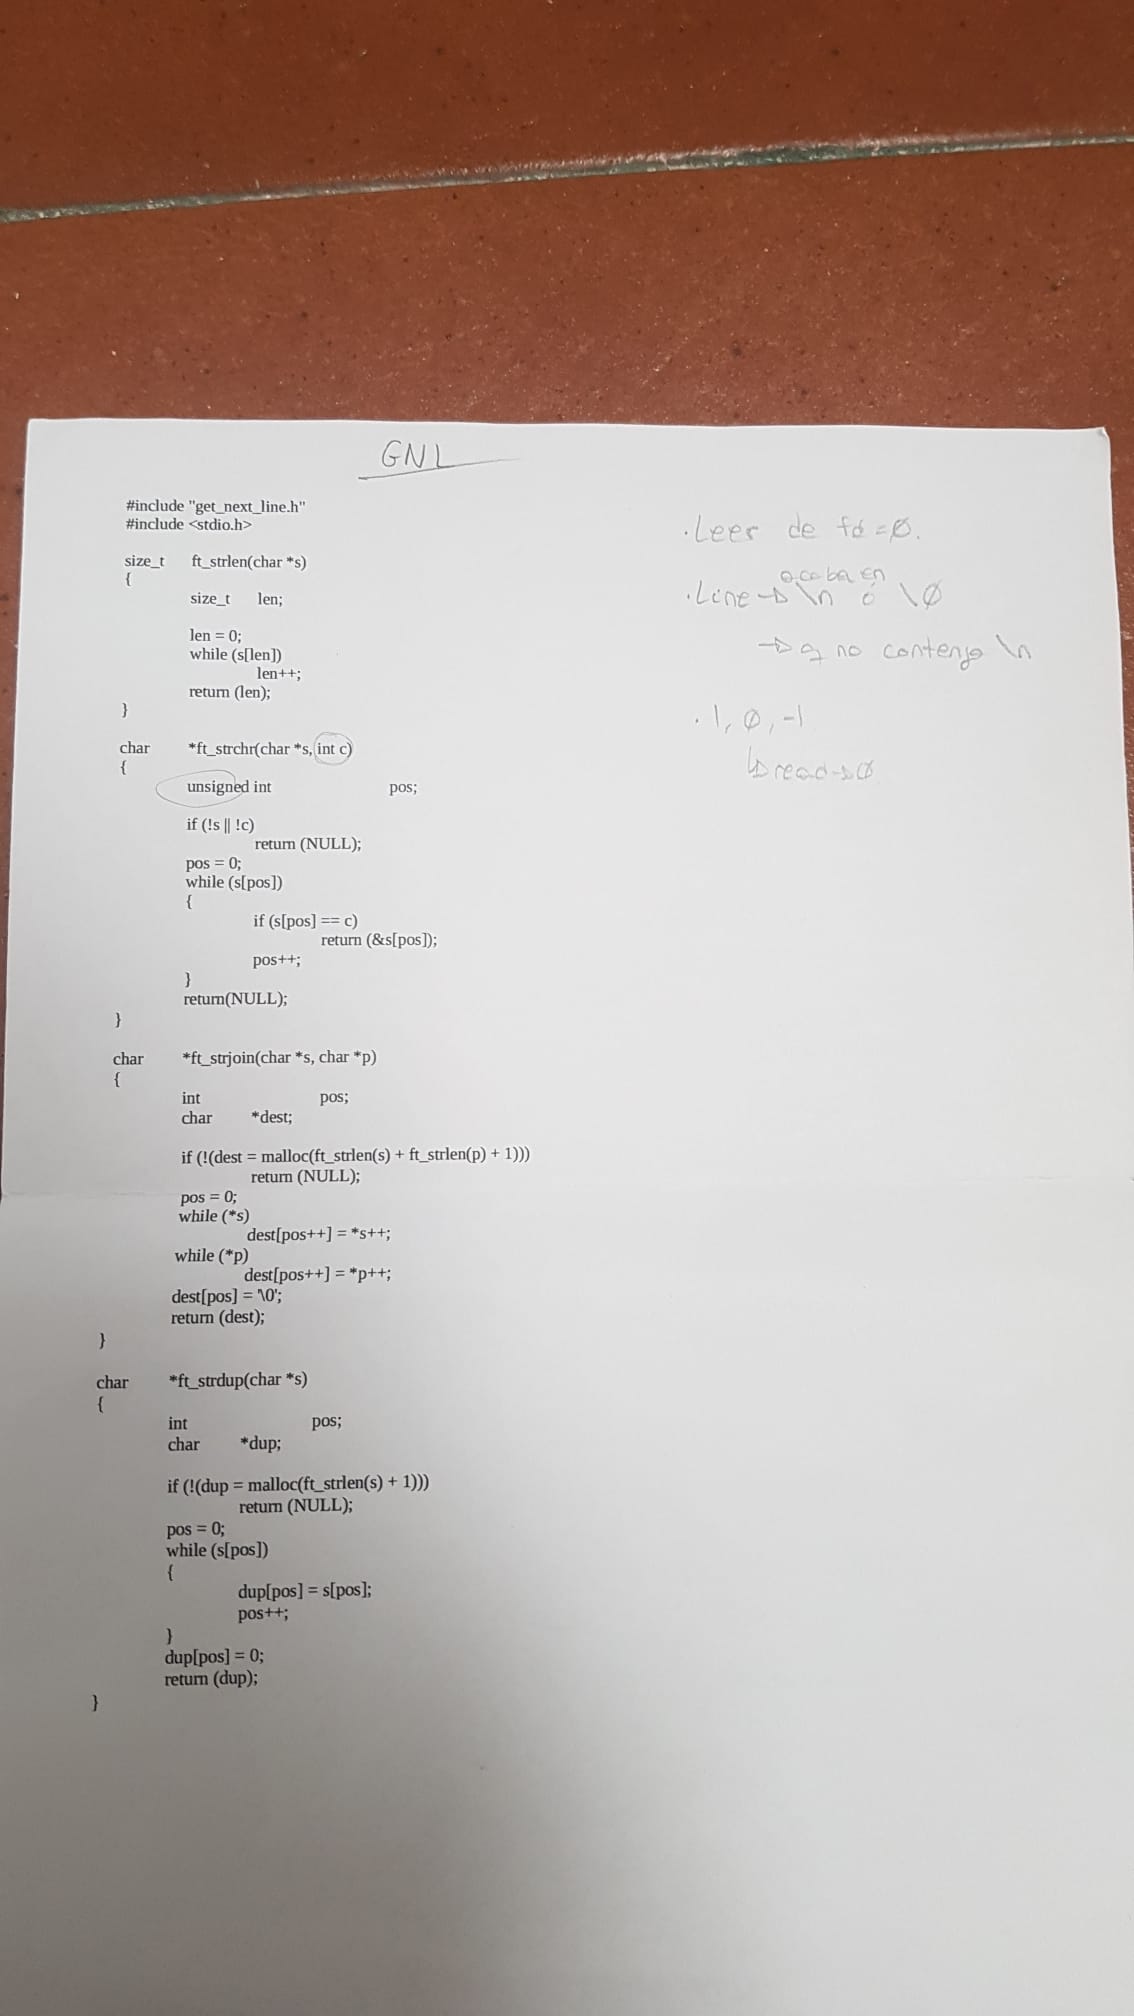 GNL
#include "get_next_line.h"
#include <stdio.h>
size_t ft_strlen(char *s)
{
size_t len;
len = 0;
while (s[len])
len++;
return (len);
}
char *ft_strchr(char *s, int c)
{
unsigned int pos;
if (!s || !c)
return (NULL);
pos = 0;
while (s[pos])
{
if (s[pos] == c)
return (&s[pos]);
pos++;
}
return(NULL);
}
char *ft_strjoin(char *s, char *p)
{
int pos;
char *dest;
if (!(dest = malloc(ft_strlen(s) + ft_strlen(p) + 1)))
return (NULL);
pos = 0;
while (*s)
dest[pos++] = *s++;
while (*p)
dest[pos++] = *p++;
dest[pos] = '\0';
return (dest);
}
char *ft_strdup(char *s)
{
int pos;
char *dup;
if (!(dup = malloc(ft_strlen(s) + 1)))
return (NULL);
pos = 0;
while (s[pos])
{
dup[pos] = s[pos];
pos++;
}
dup[pos] = 0;
return (dup);
}
· Leer de fd = 0.
acaba en
· Line → \n ó \0
→ q no contenga \n
· 1, 0, -1
↳ read → 0